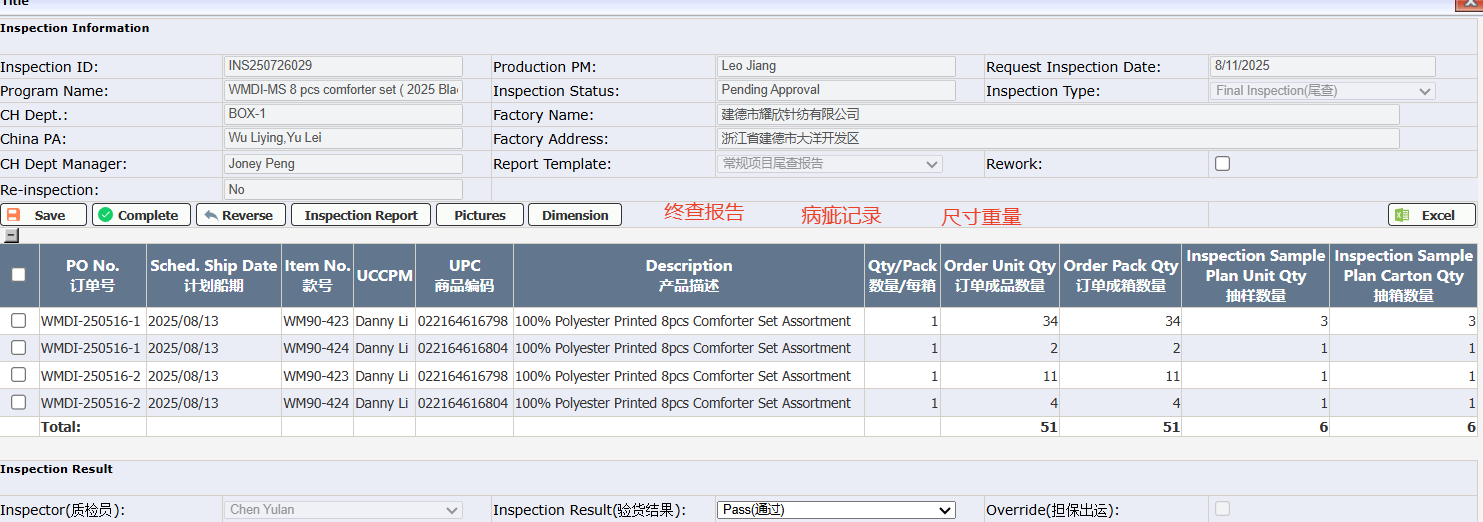 Title
Inspection Information
Inspection ID: INS250726029 Production PM: Leo Jiang Request Inspection Date: 8/11/2025
Program Name: WMDI-MS 8 pcs comforter set ( 2025 Bla Inspection Status: Pending Approval Inspection Type: Final Inspection(尾查)
CH Dept.: BOX-1 Factory Name: 建德市耀欣针纺有限公司
China PA: Wu Liying,Yu Lei Factory Address: 浙江省建德市大洋开发区
CH Dept Manager: Joney Peng Report Template: 常规项目尾查报告 Rework:
Re-inspection: No
Save Complete Reverse Inspection Report Pictures Dimension 终查报告 病疵记录 尺寸重量 Excel
PO No. Sched. Ship Date Item No. UCCPM UPC Description Qty/Pack Order Unit Qty Order Pack Qty Inspection Sample Plan Unit Qty Inspection Sample Plan Carton Qty
订单号 计划船期 款号 商品编码 产品描述 数量/每箱 订单成品数量 订单成箱数量 抽样数量 抽箱数量
WMDI-250516-1 2025/08/13 WM90-423 Danny Li 022164616798 100% Polyester Printed 8pcs Comforter Set Assortment 1 34 34 3 3
WMDI-250516-1 2025/08/13 WM90-424 Danny Li 022164616804 100% Polyester Printed 8pcs Comforter Set Assortment 1 2 2 1 1
WMDI-250516-2 2025/08/13 WM90-423 Danny Li 022164616798 100% Polyester Printed 8pcs Comforter Set Assortment 1 11 11 1 1
WMDI-250516-2 2025/08/13 WM90-424 Danny Li 022164616804 100% Polyester Printed 8pcs Comforter Set Assortment 1 4 4 1 1
Total: 51 51 6 6
Inspection Result
Inspector(质检员): Chen Yulan Inspection Result(验货结果): Pass(通过) Override(担保出运):